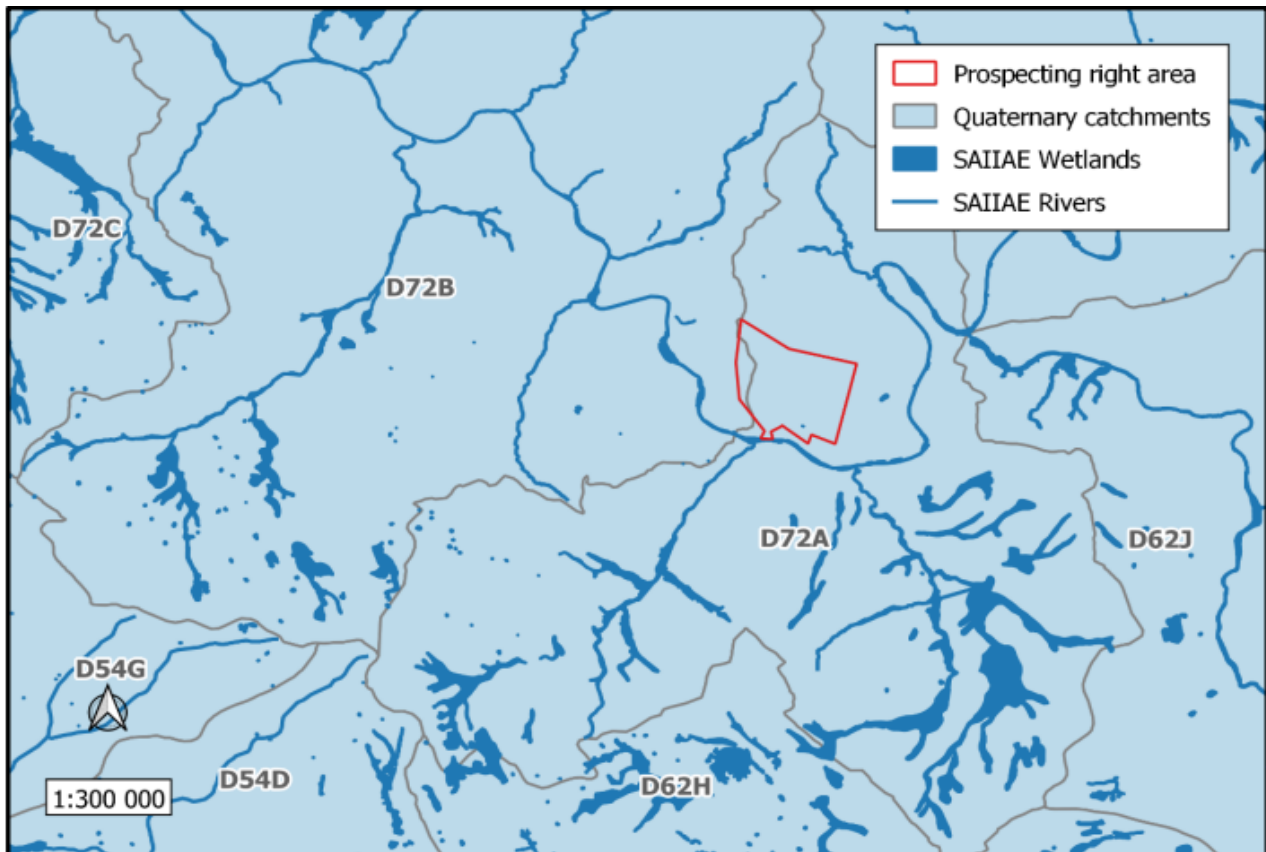 Prospecting right area
Quaternary catchments
SAIIAE Wetlands
SAIIAE Rivers
D72C
D72B
D72A
D62J
D54G
D54D
D62H
1:300 000